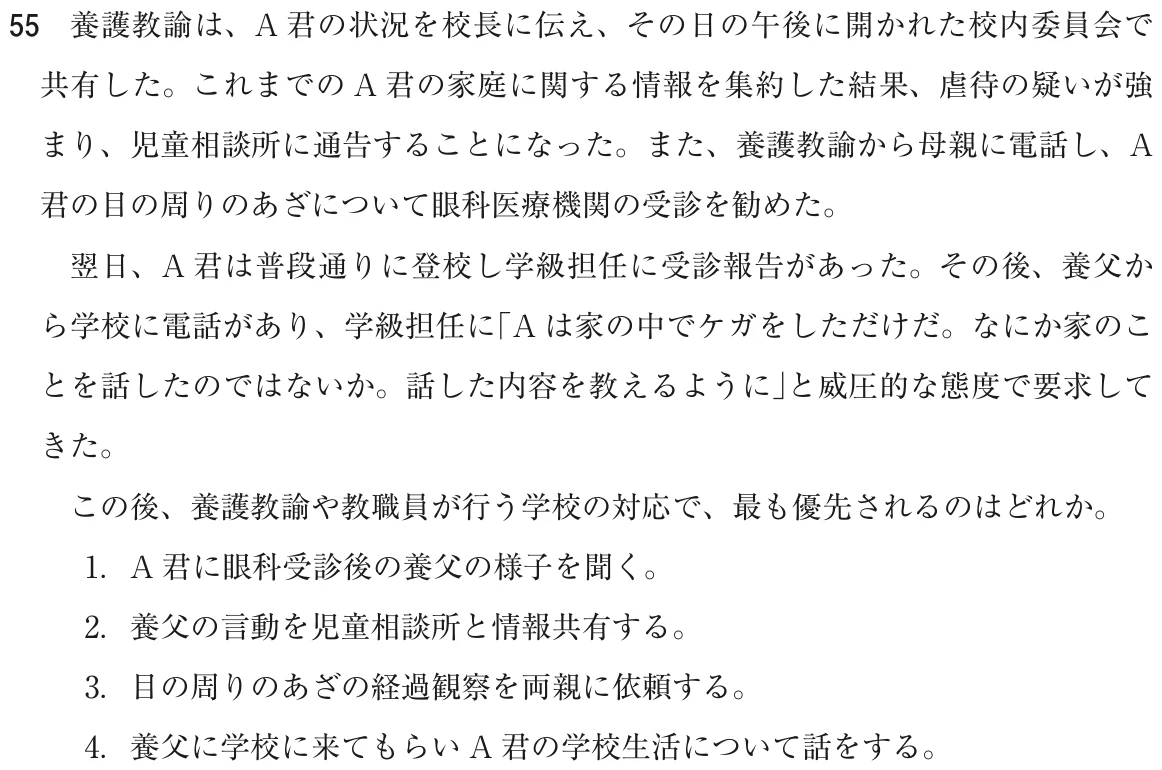 55 養護教諭は、A 君の状況を校長に伝え、その日の午後に開かれた校内委員会で
共有した。これまでの A 君の家庭に関する情報を集約した結果、虐待の疑いが強
まり、児童相談所に通告することになった。また、養護教諭から母親に電話し、A
君の目の周りのあざについて眼科医療機関の受診を勧めた。
翌日、A 君は普段通りに登校し学級担任に受診報告があった。その後、養父か
ら学校に電話があり、学級担任に「A は家の中でケガをしただけだ。なにか家のこ
とを話したのではないか。話した内容を教えるように」と威圧的な態度で要求して
きた。
この後、養護教諭や教職員が行う学校の対応で、最も優先されるのはどれか。
1. A 君に眼科受診後の養父の様子を聞く。
2. 養父の言動を児童相談所と情報共有する。
3. 目の周りのあざの経過観察を両親に依頼する。
4. 養父に学校に来てもらい A 君の学校生活について話をする。